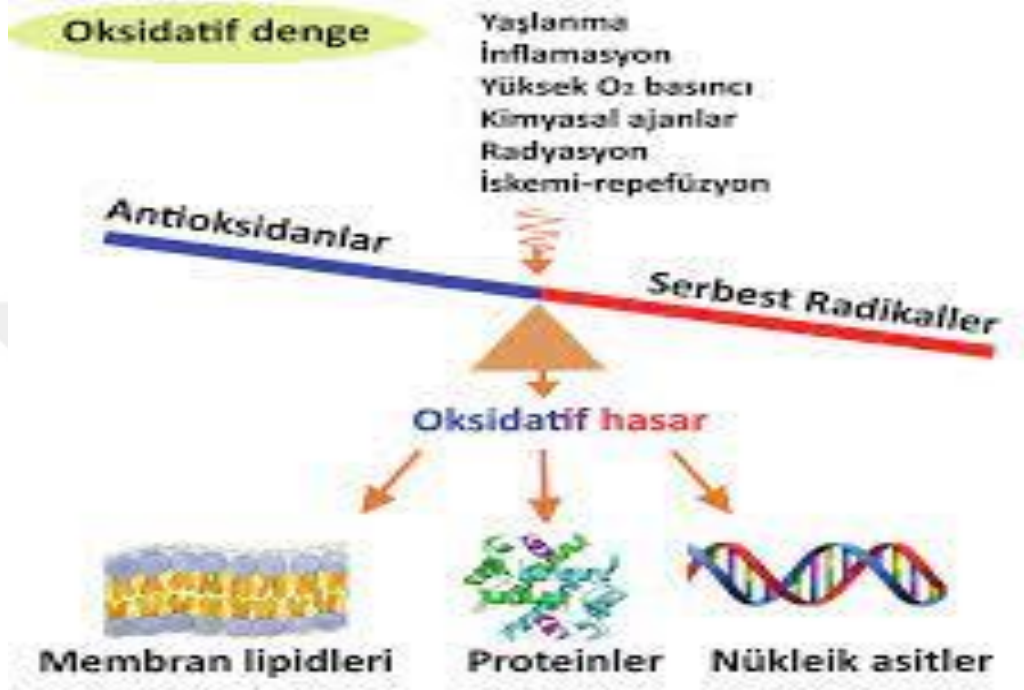 Oksidatif denge
Yaşlanma
İnflamasyon
Yüksek O₂ basıncı
Kimyasal ajanlar
Radyasyon
İskemi-repefüzyon
Antioksidanlar
Serbest Radikaller
Oksidatif hasar
Membran lipidleri
Proteinler
Nükleik asitler